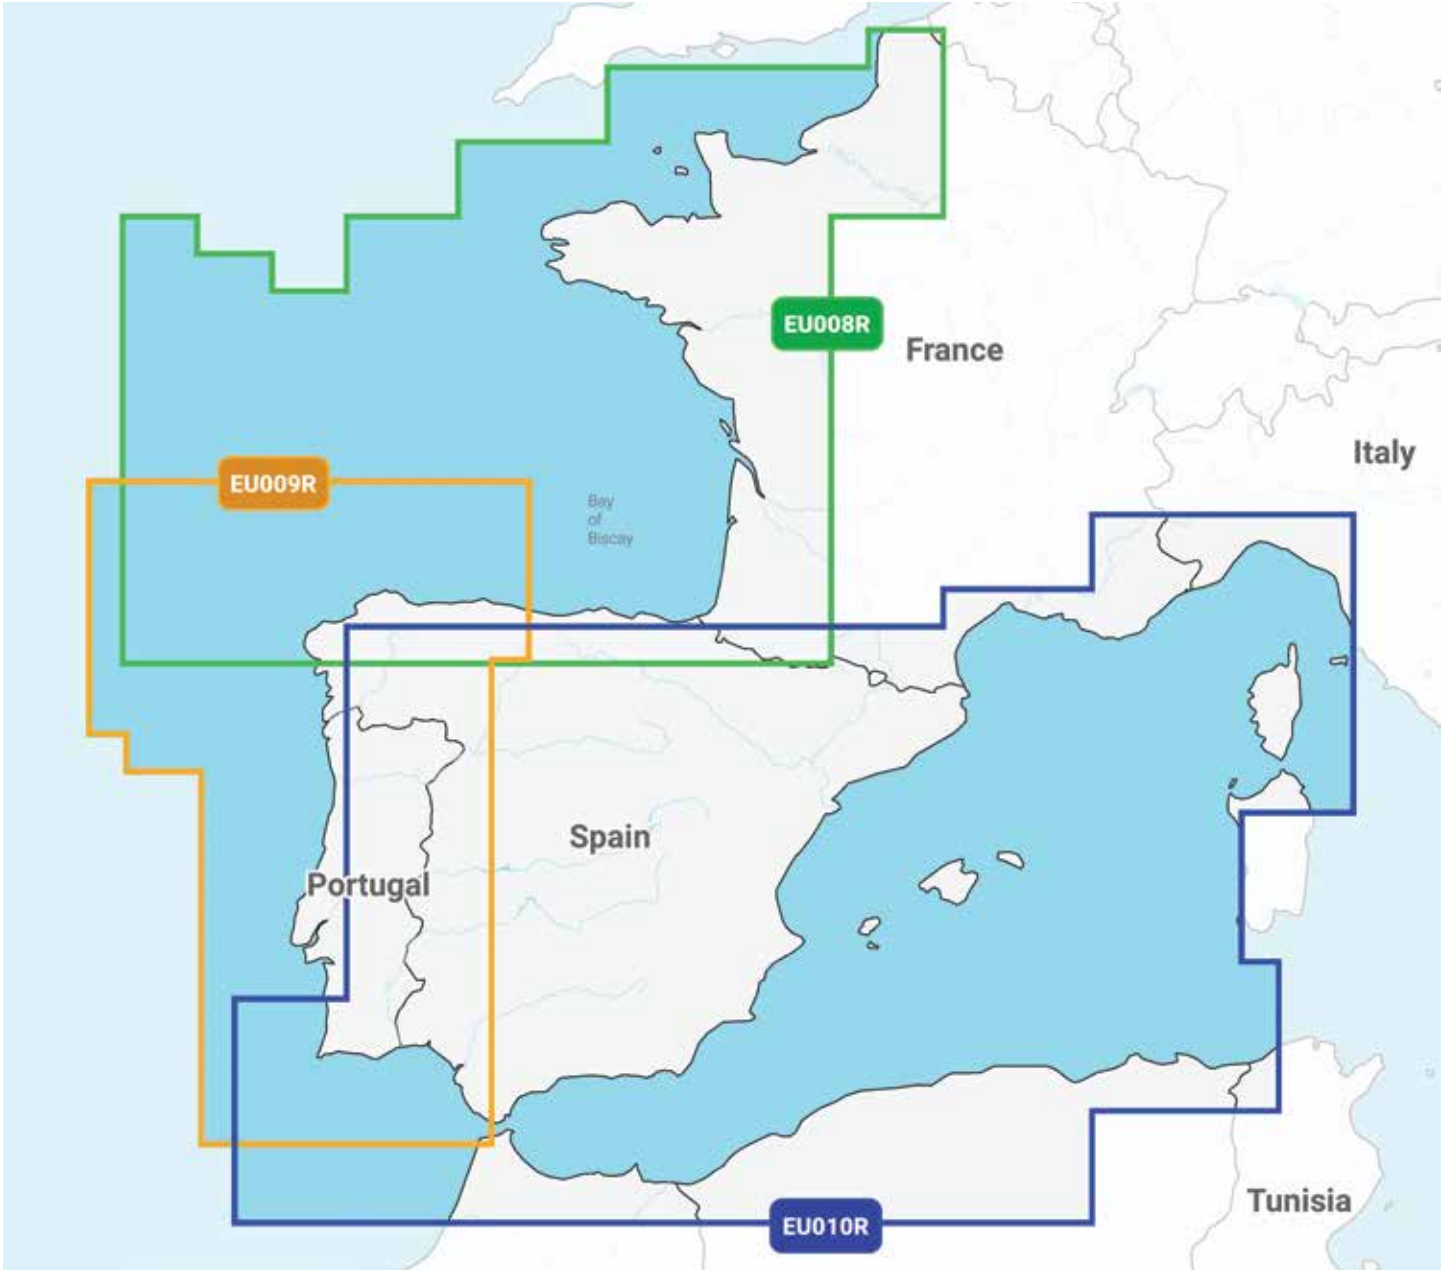 EU008R
France
Italy
EU009R
Bay
of
Biscay
Spain
Portugal
Tunisia
EU010R